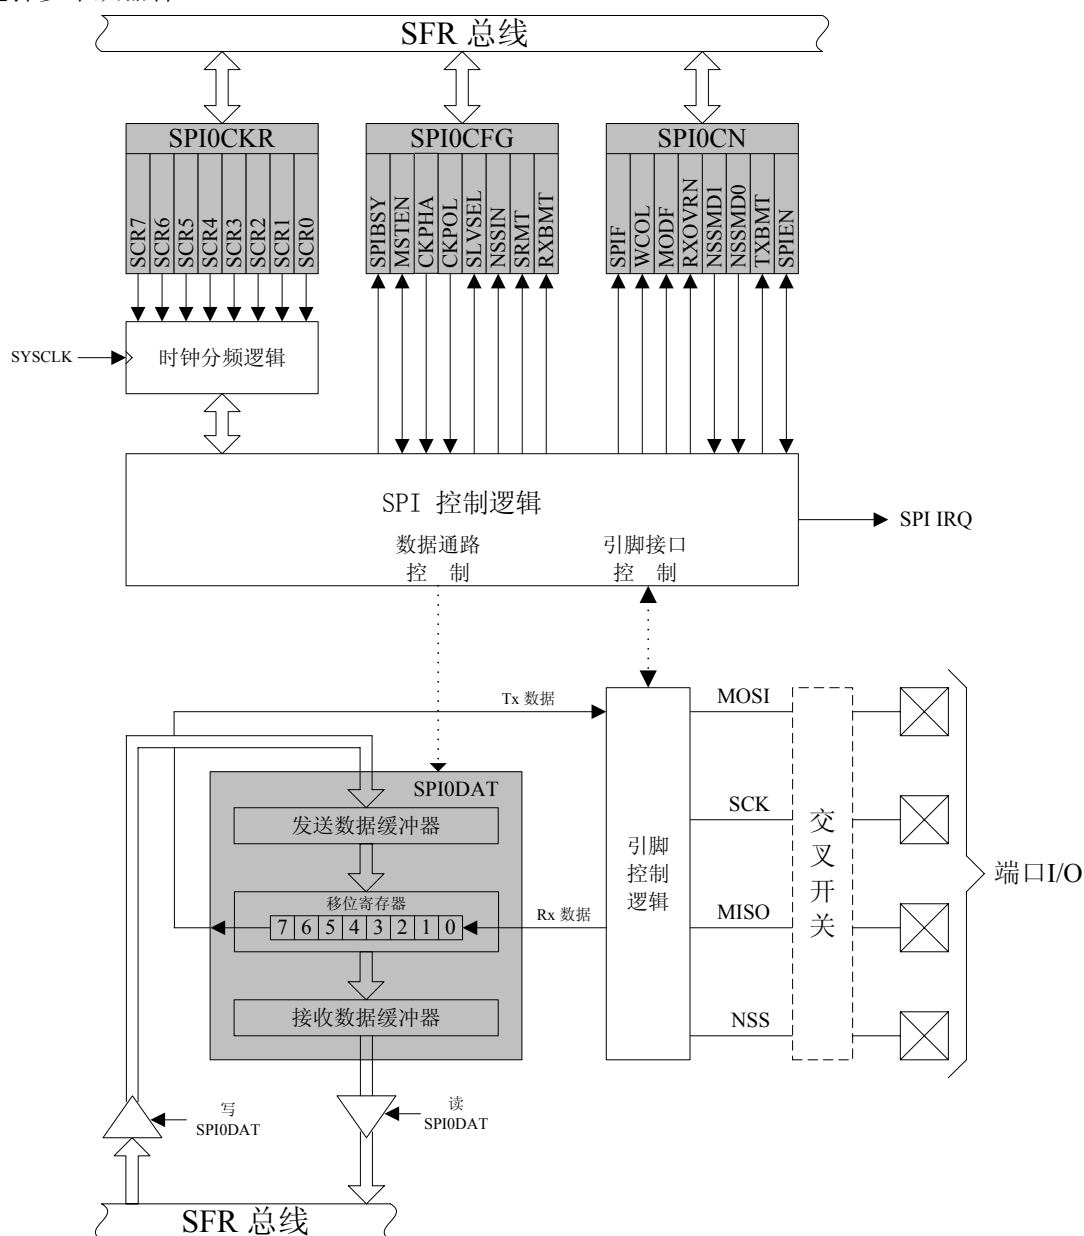 SFR 总线
SPI0CKR
SPI0CFG
SPI0CN
SCR7
SCR6
SCR5
SCR4
SCR3
SCR2
SCR1
SCR0
SPIBSY
MSTEN
CKPHA
CKPOL
SLVSEL
NSSIN
SRMT
RXBMT
SPIF
WCOL
MODF
RXOVRN
NSSMD1
NSSMD0
TXBMT
SPIEN
SYSCLK
时钟分频逻辑
SPI 控制逻辑
SPI IRQ
数据通路
控 制
引脚接口
控 制
Tx 数据
MOSI
SPI0DAT
发送数据缓冲器
SCK
引脚
控制
逻辑
交
叉
开
关
端口I/O
移位寄存器
7 6 5 4 3 2 1 0
Rx 数据
MISO
接收数据缓冲器
NSS
写
SPI0DAT
读
SPI0DAT
SFR 总线